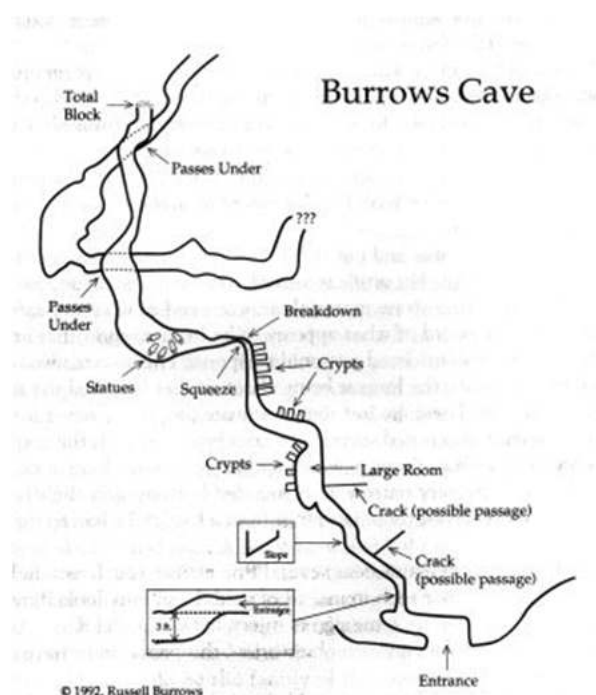 Burrows Cave
Total
Block
Passes Under
???
Passes
Under
Breakdown
Statues
Squeeze
Crypts
Crypts
Large Room
Crack (possible passage)
Slope
Crack
(possible passage)
Entrance
© 1992, Russell Burrows